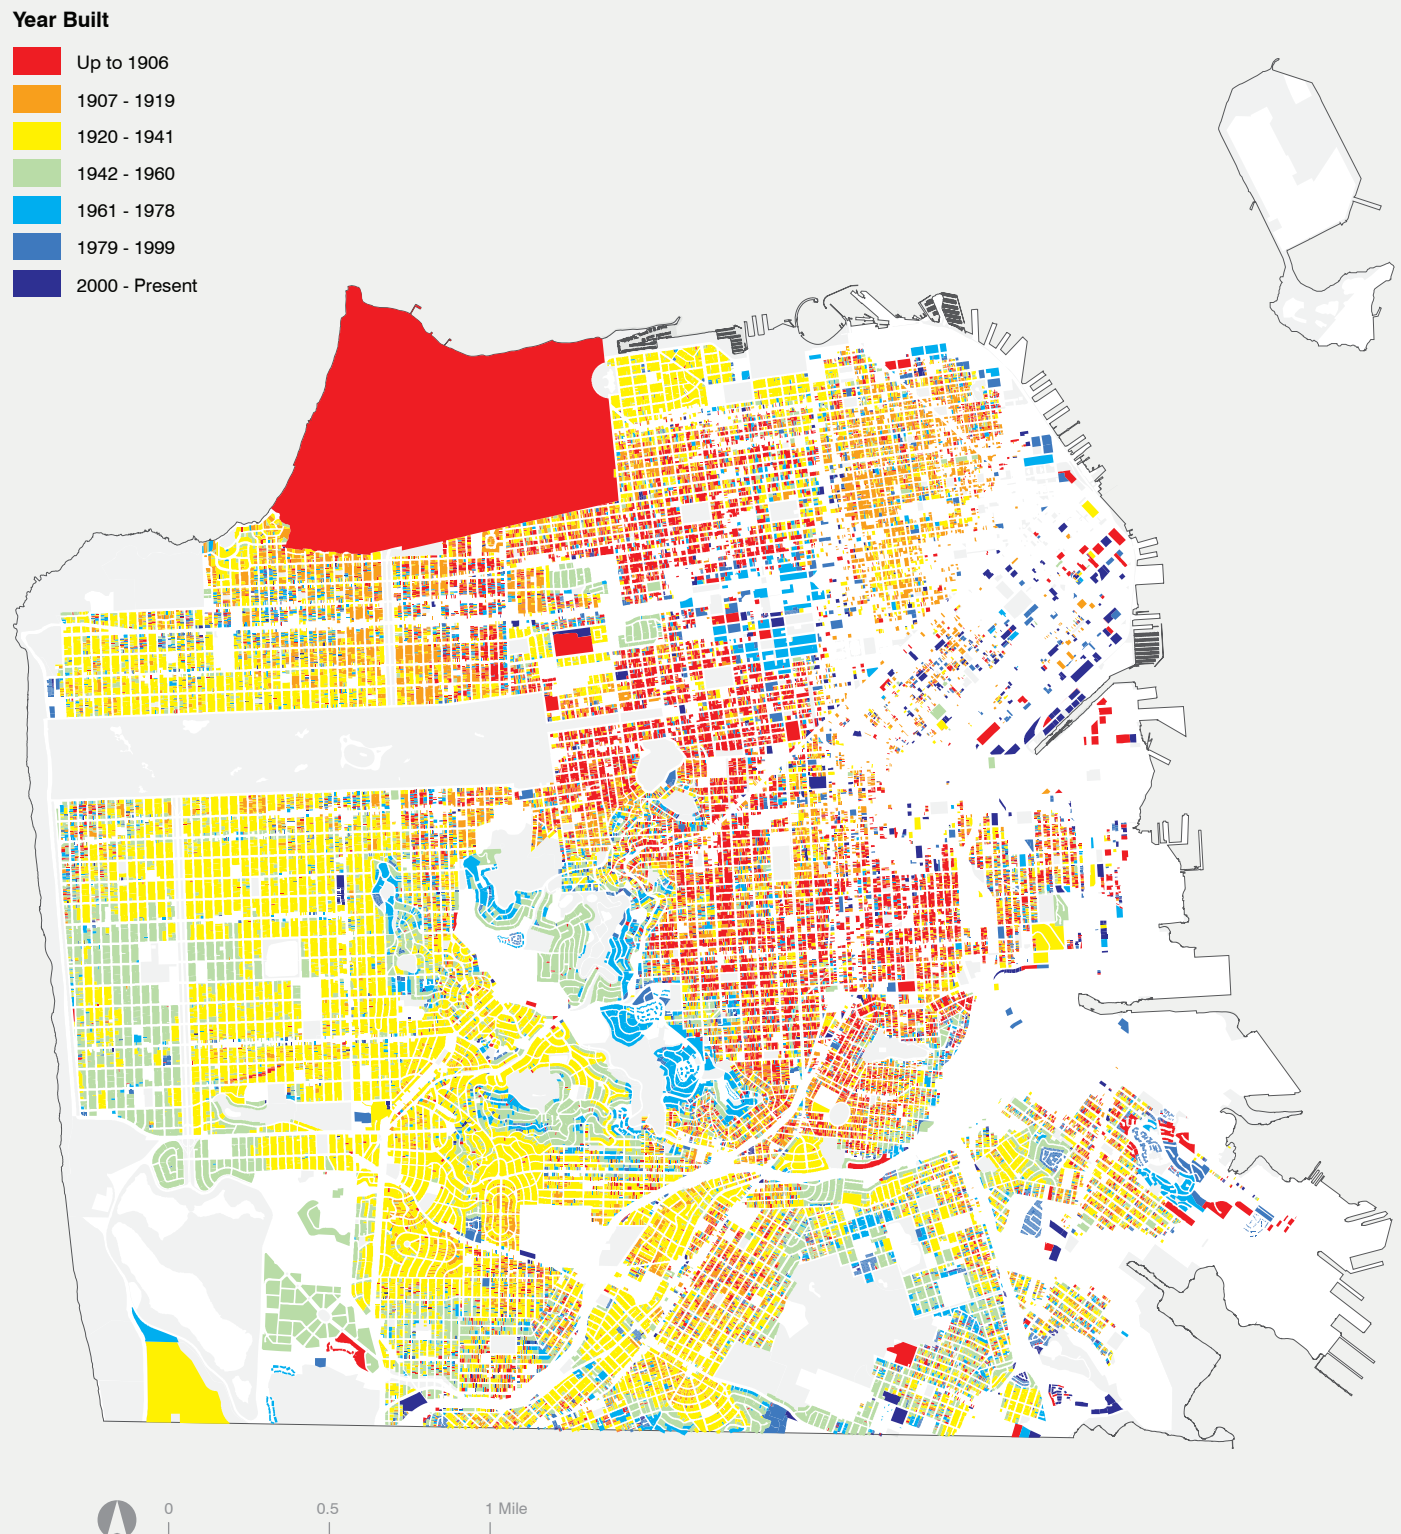 Year Built
Up to 1906
1907 - 1919
1920 - 1941
1942 - 1960
1961 - 1978
1979 - 1999
2000 - Present
0 0.5 1 Mile